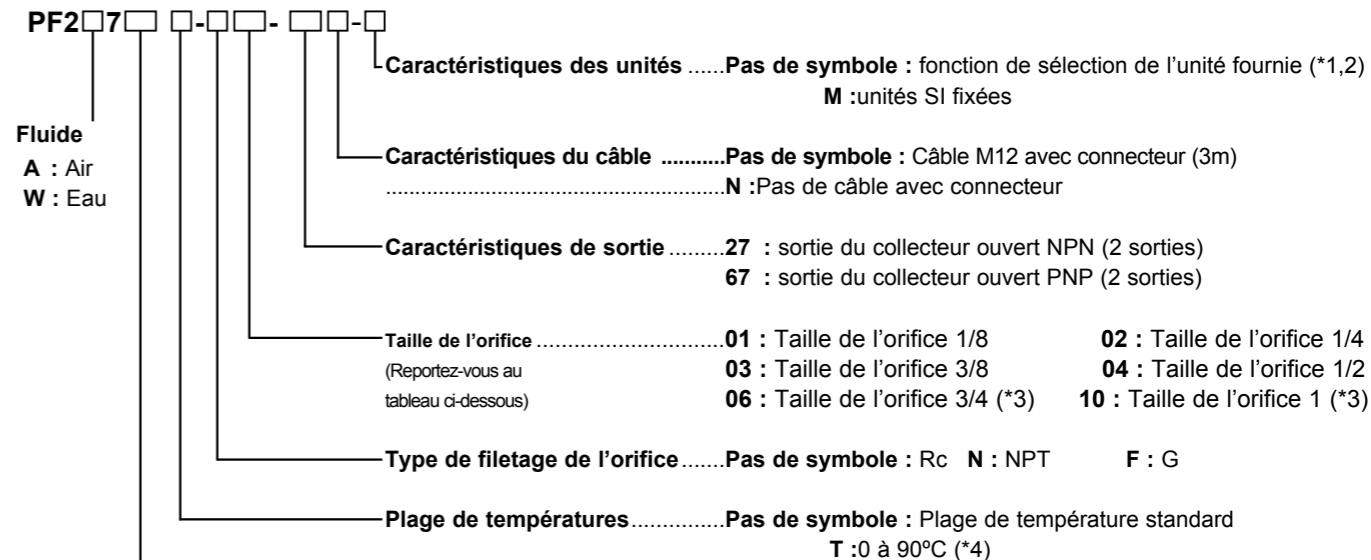 PF2□7□ □-□□- □□-□
Caractéristiques des unités ......Pas de symbole : fonction de sélection de l'unité fournie (*1,2)
M :unités SI fixées
Fluide
A : Air
W : Eau
Caractéristiques du câble ...........Pas de symbole : Câble M12 avec connecteur (3m)
..........................................................N :Pas de câble avec connecteur
Caractéristiques de sortie .........27 : sortie du collecteur ouvert NPN (2 sorties)
67 : sortie du collecteur ouvert PNP (2 sorties)
Taille de l'orifice ................................01 : Taille de l'orifice 1/8 02 : Taille de l'orifice 1/4
(Reportez-vous au 03 : Taille de l'orifice 3/8 04 : Taille de l'orifice 1/2
tableau ci-dessous) 06 : Taille de l'orifice 3/4 (*3) 10 : Taille de l'orifice 1 (*3)
Type de filetage de l'orifice .......Pas de symbole : Rc N : NPT F : G
Plage de températures...............Pas de symbole : Plage de température standard
T :0 à 90ºC (*4)